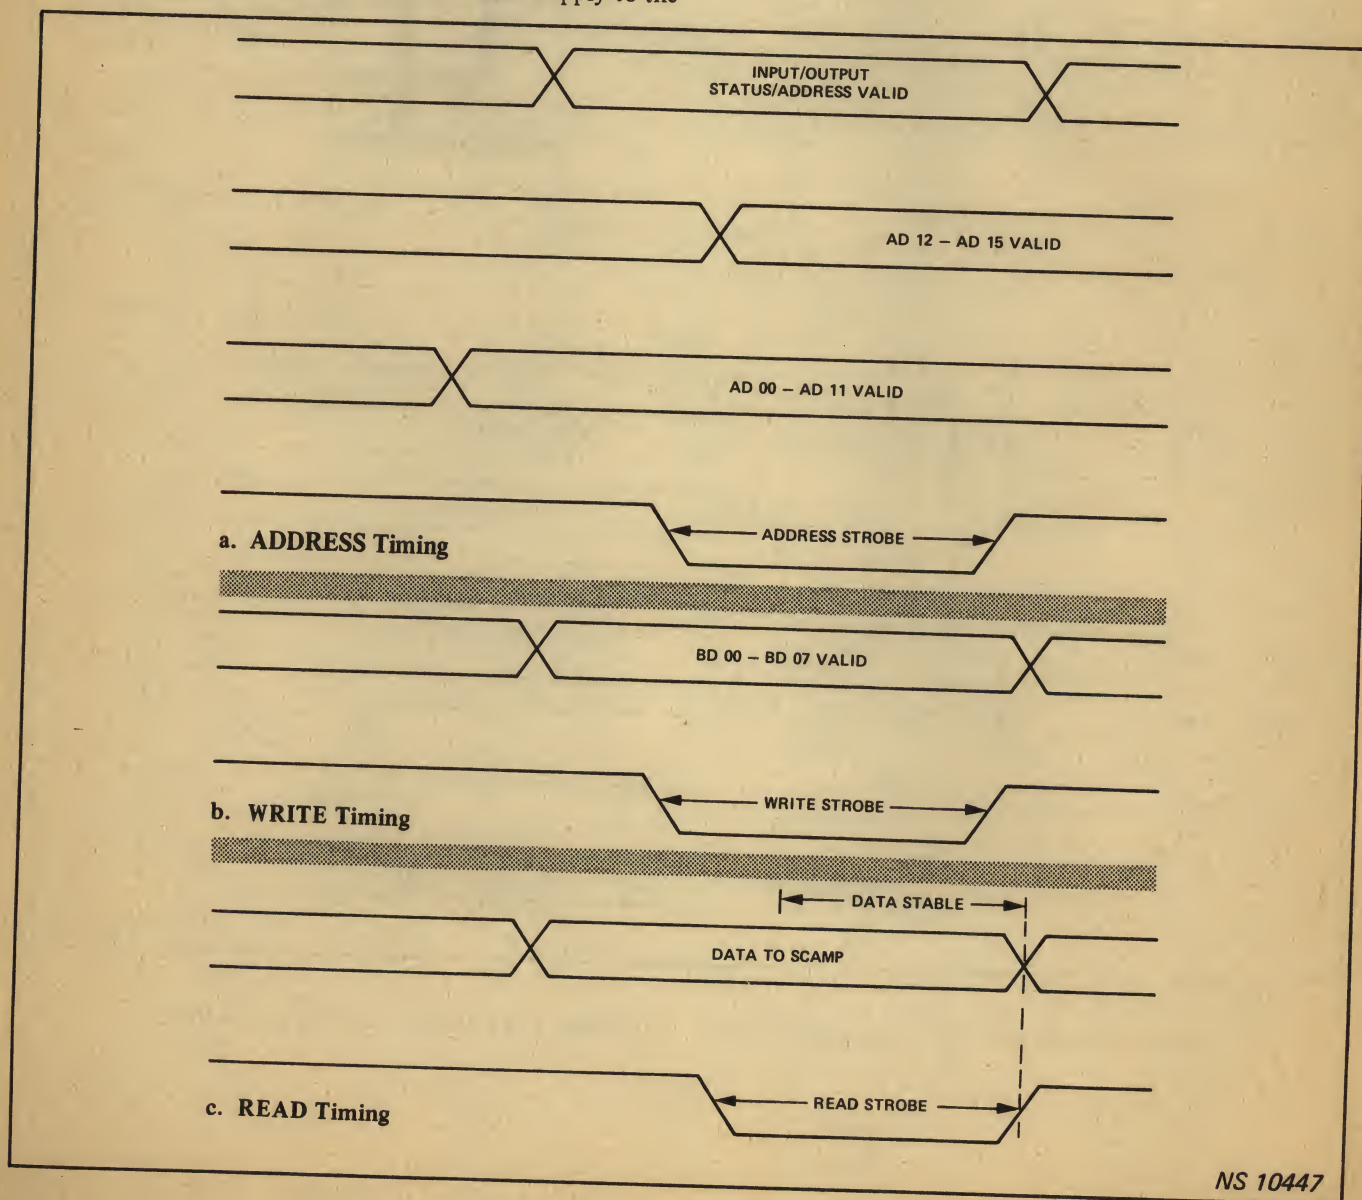 to the
INPUT/OUTPUT
STATUS/ADDRESS VALID
AD 12 – AD 15 VALID
AD 00 – AD 11 VALID
ADDRESS STROBE
a. ADDRESS Timing
BD 00 – BD 07 VALID
WRITE STROBE
b. WRITE Timing
DATA STABLE
DATA TO SCAMP
READ STROBE
c. READ Timing
NS 10447